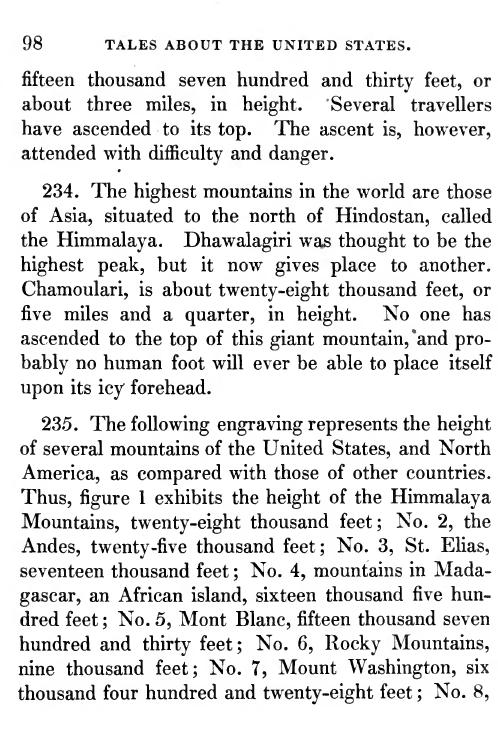 98 TALES ABOUT THE UNITED STATES.
fifteen thousand seven hundred and thirty feet, or
about three miles, in height. Several travellers
have ascended to its top. The ascent is, however,
attended with difficulty and danger.
234. The highest mountains in the world are those
of Asia, situated to the north of Hindostan, called
the Himmalaya. Dhawalagiri was thought to be the
highest peak, but it now gives place to another.
Chamoulari, is about twenty-eight thousand feet, or
five miles and a quarter, in height. No one has
ascended to the top of this giant mountain, and pro-
bably no human foot will ever be able to place itself
upon its icy forehead.
235. The following engraving represents the height
of several mountains of the United States, and North
America, as compared with those of other countries.
Thus, figure 1 exhibits the height of the Himmalaya
Mountains, twenty-eight thousand feet; No. 2, the
Andes, twenty-five thousand feet; No. 3, St. Elias,
seventeen thousand feet; No. 4, mountains in Mada-
gascar, an African island, sixteen thousand five hun-
dred feet; No. 5, Mont Blanc, fifteen thousand seven
hundred and thirty feet; No. 6, Rocky Mountains,
nine thousand feet; No. 7, Mount Washington, six
thousand four hundred and twenty-eight feet; No. 8,